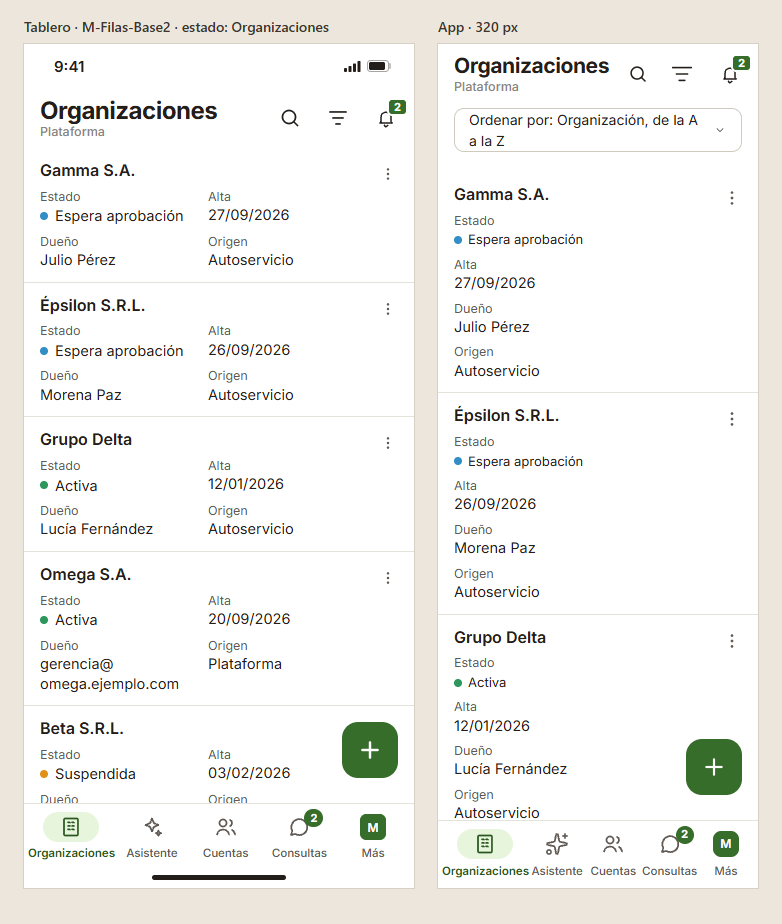 Tablero · M-Filas-Base2 · estado: Organizaciones
9:41
Organizaciones
2
Plataforma
Gamma S.A.
Estado
Alta
Espera aprobación
27/09/2026
Dueño
Origen
Julio Pérez
Autoservicio
Épsilon S.R.L.
Estado
Alta
Espera aprobación
26/09/2026
Dueño
Origen
Morena Paz
Autoservicio
Grupo Delta
Estado
Alta
Activa
12/01/2026
Dueño
Origen
Lucía Fernández
Autoservicio
Omega S.A.
Estado
Alta
Activa
20/09/2026
Dueño
Origen
gerencia@
omega.ejemplo.com
Plataforma
Beta S.R.L.
Estado
Alta
Suspendida
03/02/2026
Dueño
Origen
Organizaciones
Asistente
Cuentas
2
Consultas
M
Más
App · 320 px
Organizaciones
2
Plataforma
Ordenar por: Organización, de la A
a la Z
Gamma S.A.
Estado
Espera aprobación
Alta
27/09/2026
Dueño
Julio Pérez
Origen
Autoservicio
Épsilon S.R.L.
Estado
Espera aprobación
Alta
26/09/2026
Dueño
Morena Paz
Origen
Autoservicio
Grupo Delta
Estado
Activa
Alta
12/01/2026
Dueño
Lucía Fernández
Origen
Autoservicio
Organizaciones
Asistente
Cuentas
2
Consultas
M
Más